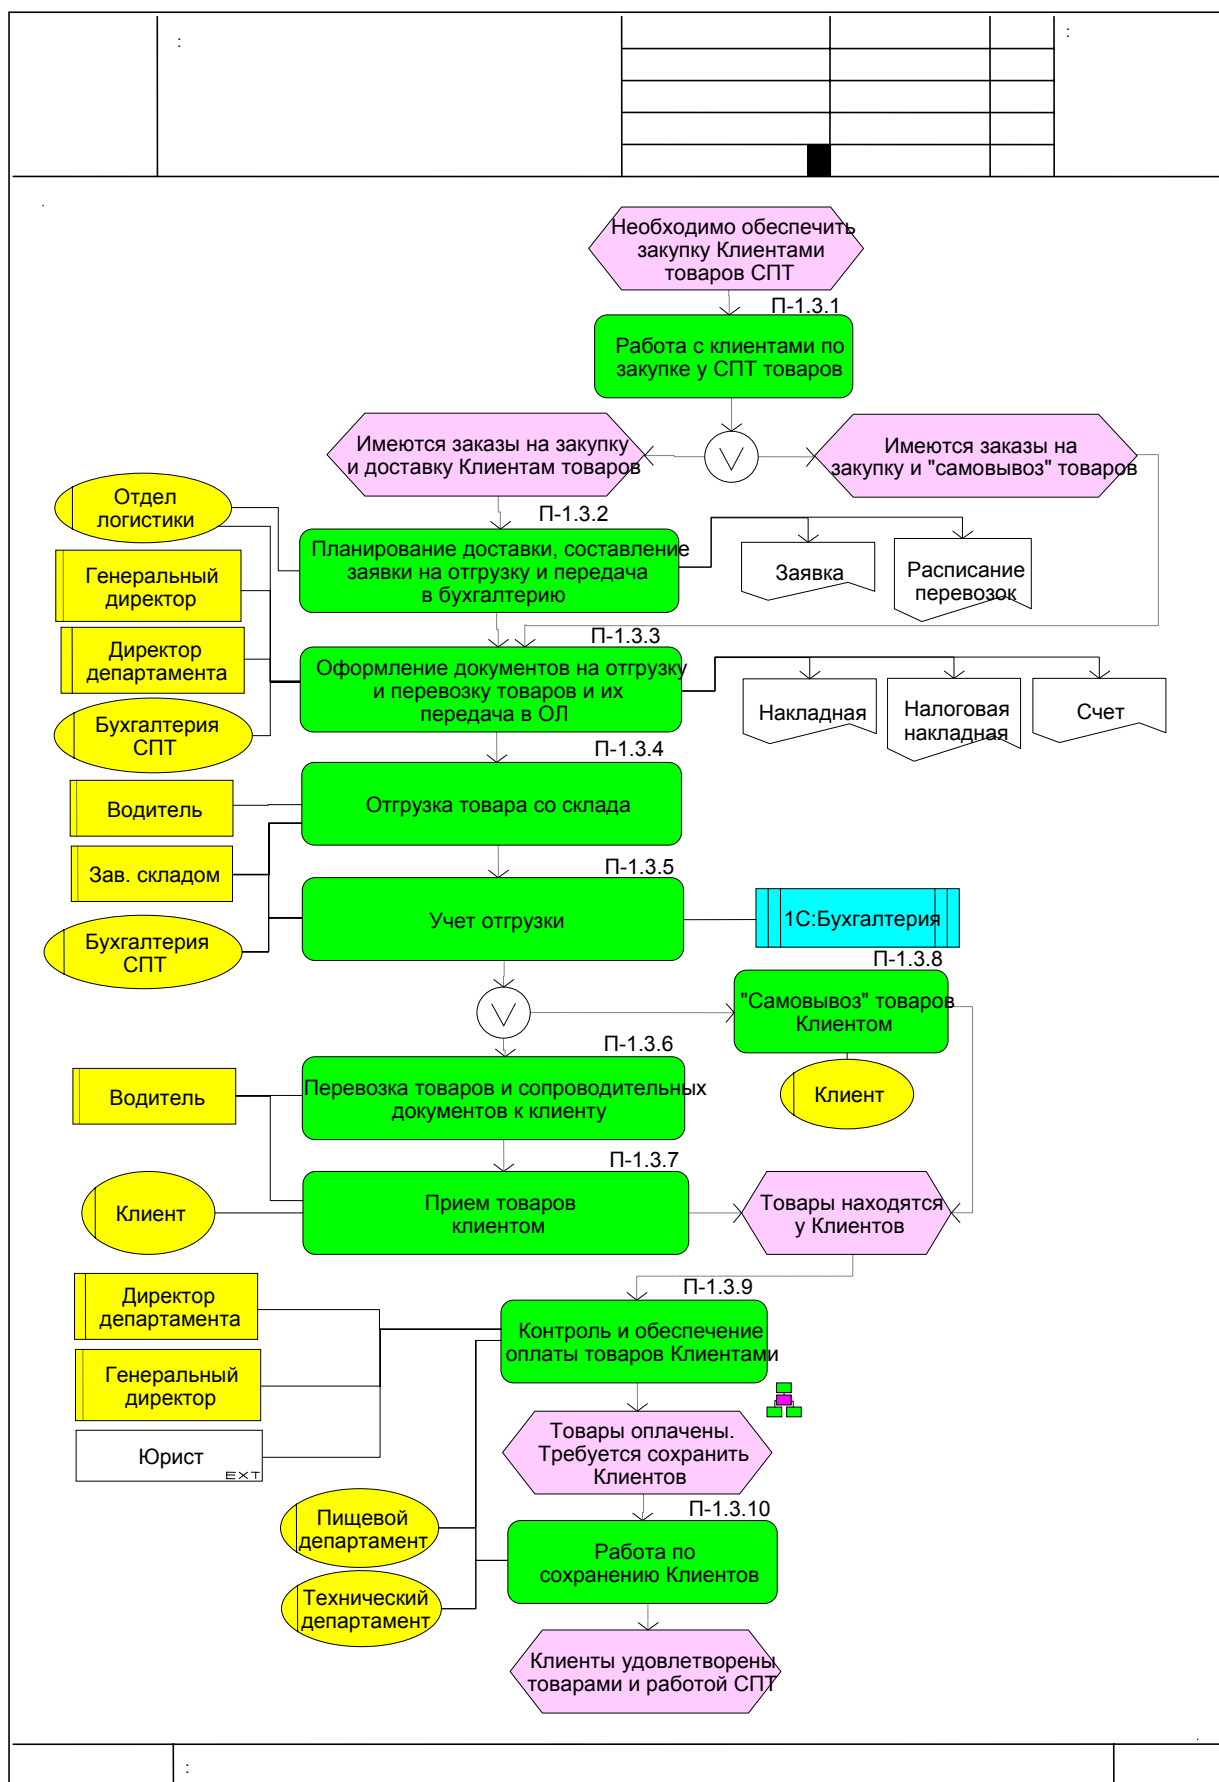 :
:
Необходимо обеспечить
закупку Клиентами
товаров СПТ
П-1.3.1
Работа с клиентами по
закупке у СПТ товаров
Имеются заказы на закупку
и доставку Клиентам товаров
Имеются заказы на
закупку и "самовывоз" товаров
Отдел
логистики
П-1.3.2
Планирование доставки, составление
заявки на отгрузку и передача
в бухгалтерию
Заявка
Расписание
перевозок
Генеральный
директор
Директор
департамента
П-1.3.3
Оформление документов на отгрузку
и перевозку товаров и их
передача в ОЛ
Накладная
Налоговая
накладная
Счет
Бухгалтерия
СПТ
П-1.3.4
Водитель
Отгрузка товара со склада
Зав. складом
П-1.3.5
Учет отгрузки
1С:Бухгалтерия
Бухгалтерия
СПТ
П-1.3.8
"Самовывоз" товаров
Клиентом
П-1.3.6
Водитель
Перевозка товаров и сопроводительных
документов к клиенту
Клиент
П-1.3.7
Клиент
Прием товаров
клиентом
Товары находятся
у Клиентов
П-1.3.9
Директор
департамента
Контроль и обеспечение
оплаты товаров Клиентами
Генеральный
директор
Юрист
EXT
Товары оплачены.
Требуется сохранить
Клиентов
П-1.3.10
Пищевой
департамент
Работа по
сохранению Клиентов
Технический
департамент
Клиенты удовлетворены
товарами и работой СПТ
: